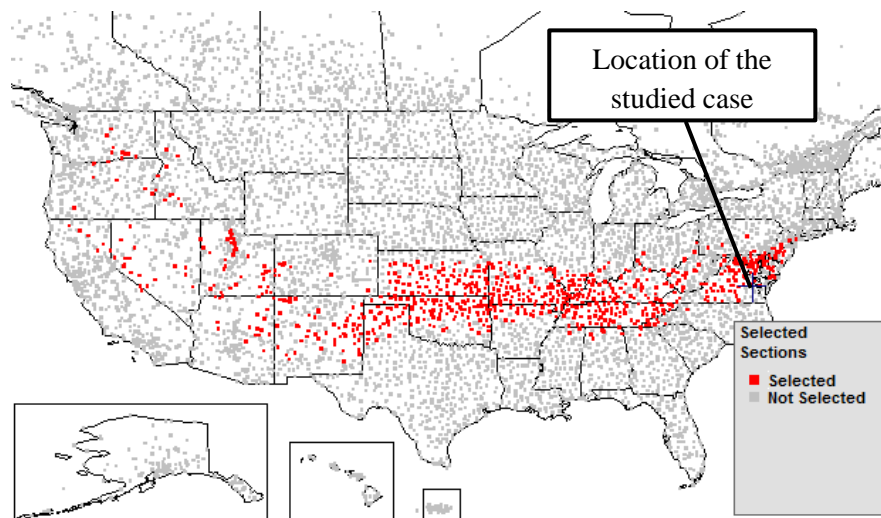 Location of the
studied case
Selected
Sections
Selected
Not Selected